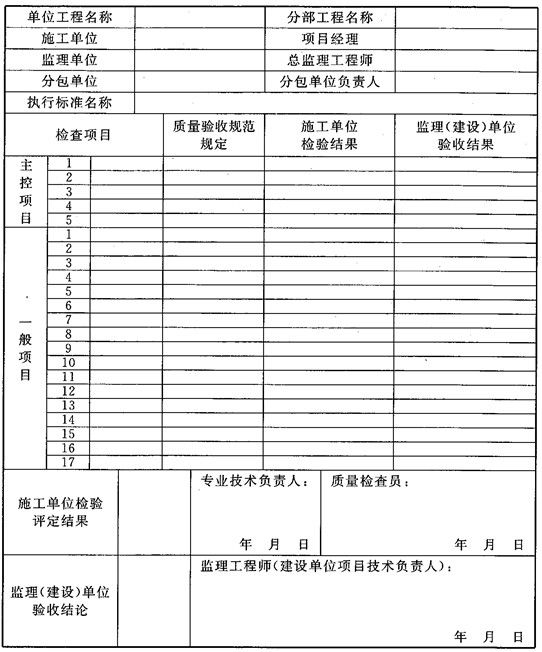 单位工程名称 分部工程名称
施工单位 项目经理
监理单位 总监理工程师
分包单位 分包单位负责人
执行标准名称
检查项目 质量验收规范规定 施工单位检验结果 监理(建设)单位验收结果
主控项目
1
2
3
4
5
一般项目
1
2
3
4
5
6
7
8
9
10
11
12
13
14
15
16
17
施工单位检验评定结果
专业技术负责人:
年 月 日
质量检查员:
年 月 日
监理(建设)单位验收结论
监理工程师(建设单位项目技术负责人):
年 月 日